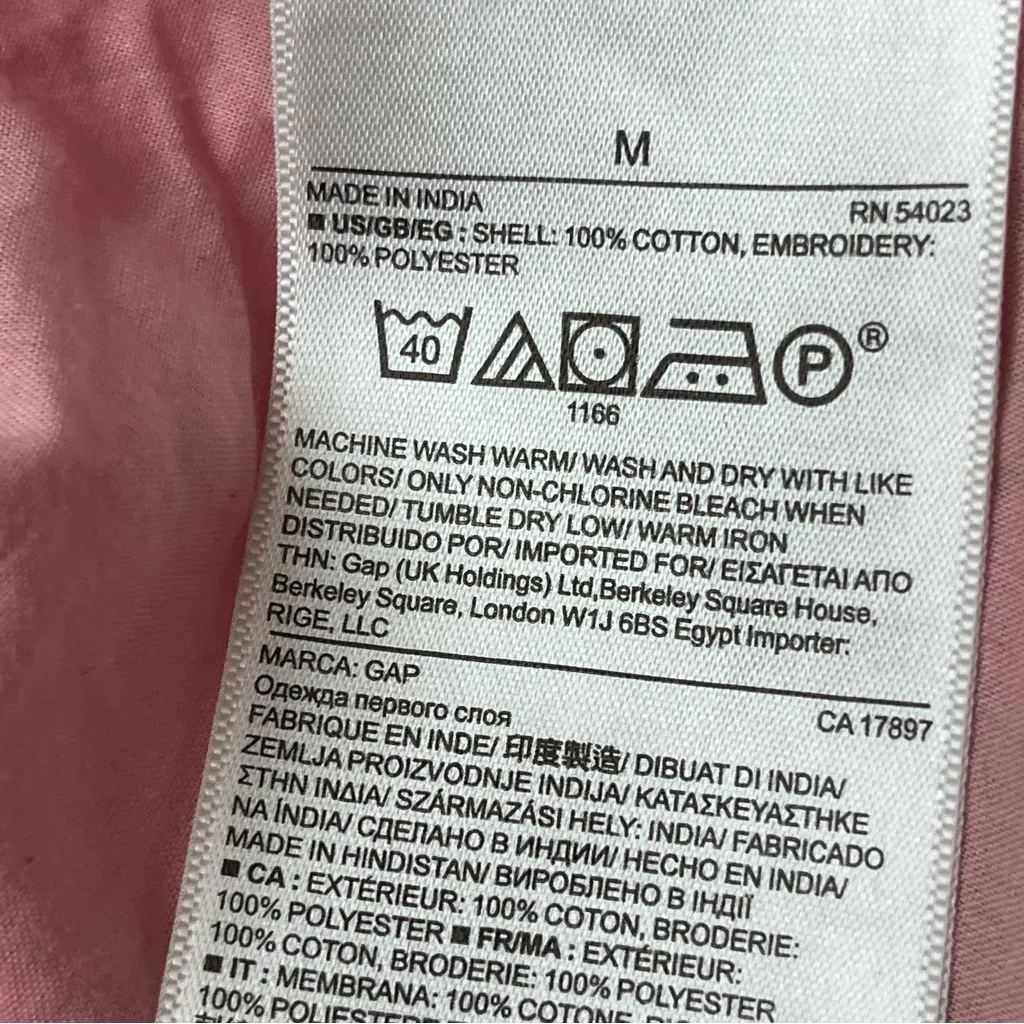 M
MADE IN INDIA RN 54023
■ US/GB/EG : SHELL: 100% COTTON, EMBROIDERY:
100% POLYESTER
40 P ®
1166
MACHINE WASH WARM/ WASH AND DRY WITH LIKE
COLORS/ ONLY NON-CHLORINE BLEACH WHEN
NEEDED/ TUMBLE DRY LOW/ WARM IRON
DISTRIBUIDO POR/ IMPORTED FOR/ ΕΙΣΑΓΕΤΑΙ ΑΠΟ
THN: Gap (UK Holdings) Ltd,Berkeley Square House,
Berkeley Square, London W1J 6BS Egypt Importer:
RIGE, LLC
MARCA: GAP CA 17897
Одежда первого слоя
FABRIQUE EN INDE/ 印度製造/ DIBUAT DI INDIA/
ZEMLJA PROIZVODNJE INDIJA/ ΚΑΤΑΣΚΕΥΑΣΤΗΚΕ
ΣΤΗΝ ΙΝΔΙΑ/ SZÁRMAZÁSI HELY: INDIA/ FABRICADO
NA ÍNDIA/ СДЕЛАНО В ИНДИИ/ HECHO EN INDIA/
MADE IN HINDISTAN/ ВИРОБЛЕНО В ІНДІЇ
■ CA : EXTÉRIEUR: 100% COTON, BRODERIE:
100% POLYESTER ■ FR/MA : EXTÉRIEUR:
100% COTON, BRODERIE: 100% POLYESTER
■ IT : MEMBRANA: 100% COTONE,
100% POLIESTERE